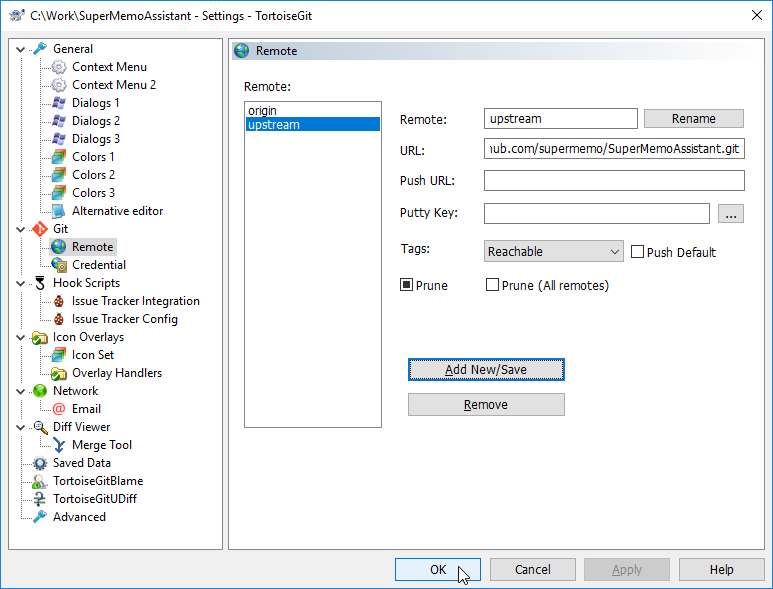 C:\Work\SuperMemoAssistant - Settings - TortoiseGit
General
Context Menu
Context Menu 2
Dialogs 1
Dialogs 2
Dialogs 3
Colors 1
Colors 2
Colors 3
Alternative editor
Git
Remote
Credential
Hook Scripts
Issue Tracker Integration
Issue Tracker Config
Icon Overlays
Icon Set
Overlay Handlers
Network
Email
Diff Viewer
Merge Tool
Saved Data
TortoiseGitBlame
TortoiseGitUDiff
Advanced
Remote
Remote:
origin
upstream
Remote: upstream Rename
URL: ub.com/supermemo/SuperMemoAssistant.git
Push URL:
Putty Key: ...
Tags: Reachable Push Default
Prune Prune (All remotes)
Add New/Save
Remove
OK Cancel Apply Help